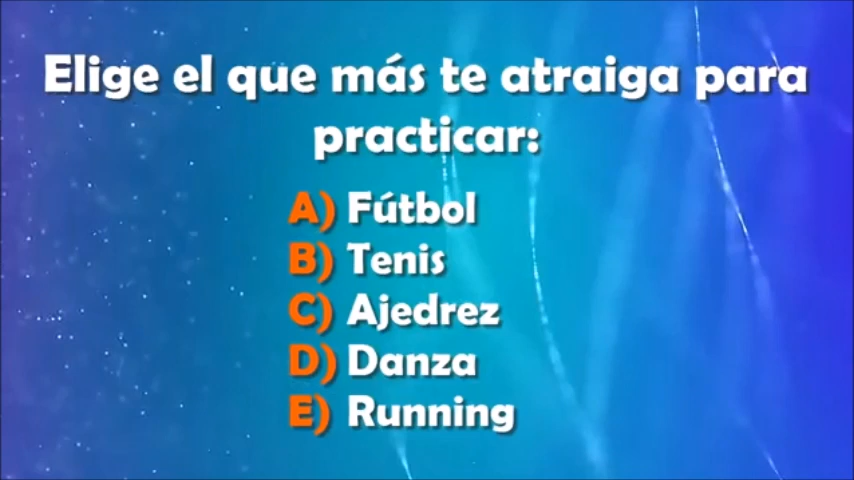 Elige el que más te atraiga para
practicar:
A) Fútbol
B) Tenis
C) Ajedrez
D) Danza
E) Running